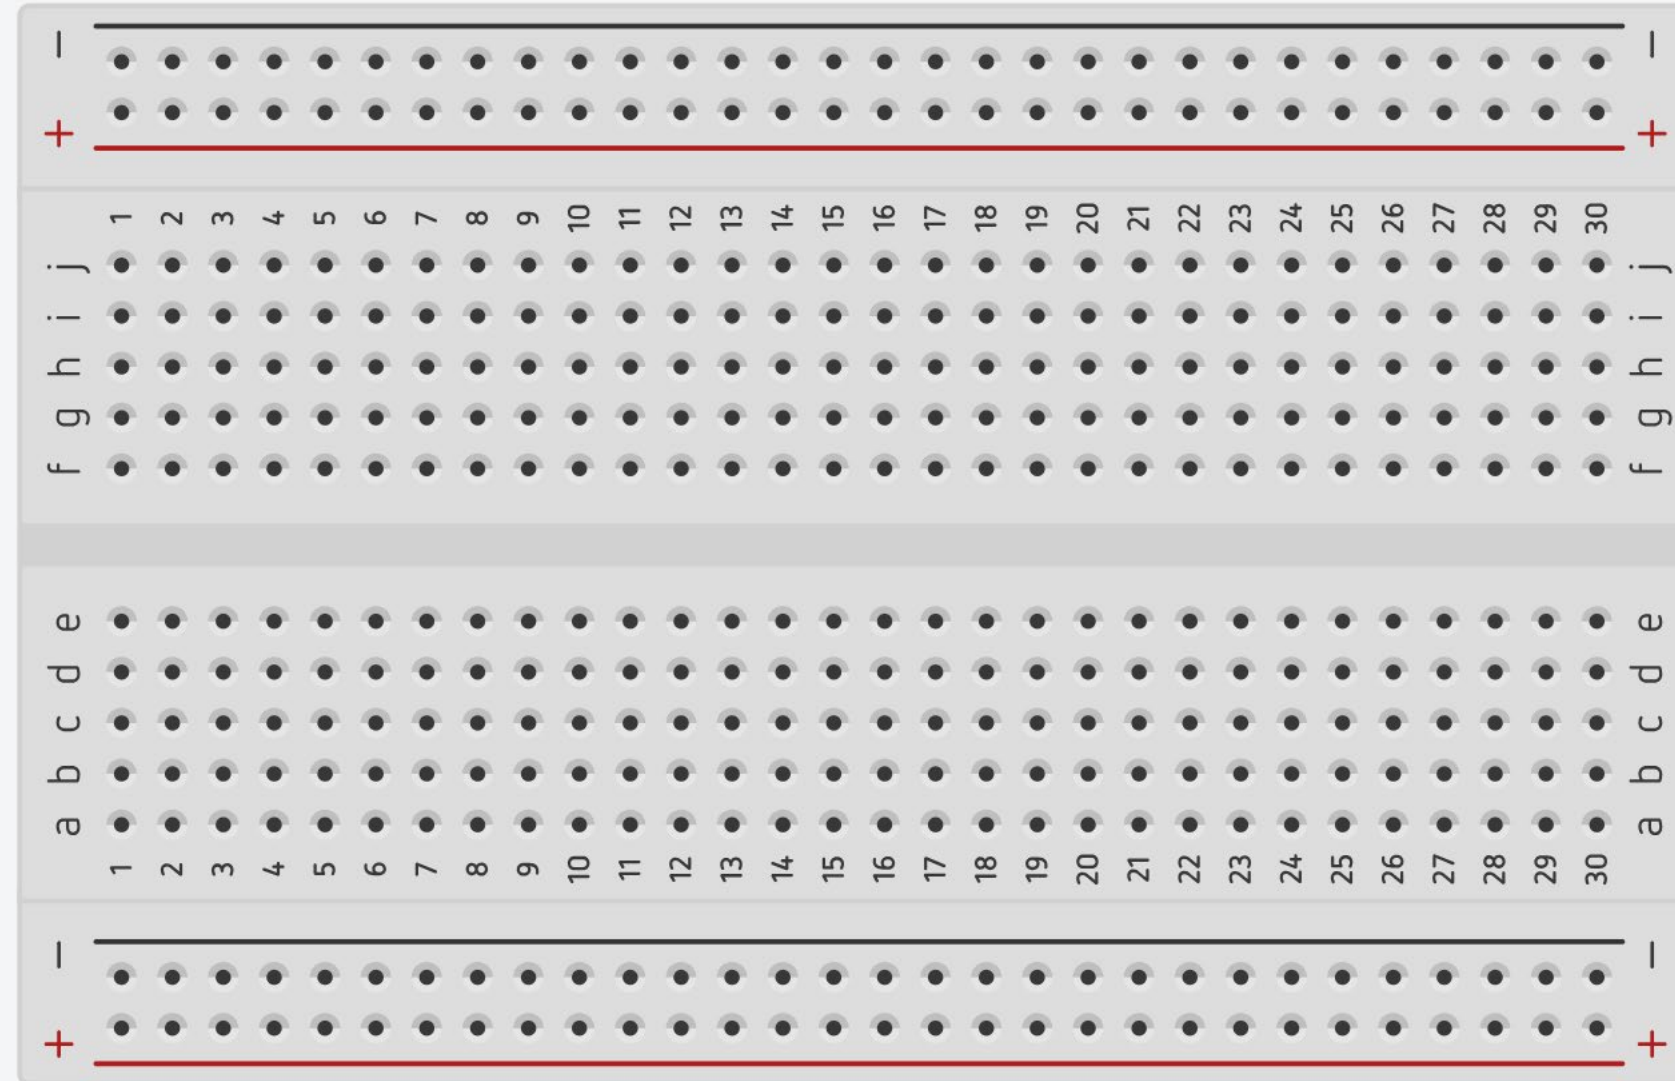 – –
+ +
1 2 3 4 5 6 7 8 9 10 11 12 13 14 15 16 17 18 19 20 21 22 23 24 25 26 27 28 29 30
j j
i i
h h
g g
f f
e e
d d
c c
b b
a a
1 2 3 4 5 6 7 8 9 10 11 12 13 14 15 16 17 18 19 20 21 22 23 24 25 26 27 28 29 30
– –
+ +